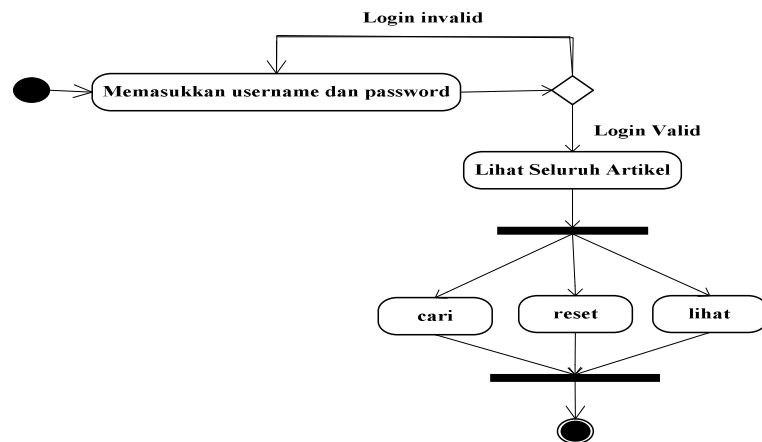 Login invalid
Memasukkan username dan password
Login Valid
Lihat Seluruh Artikel
cari
reset
lihat